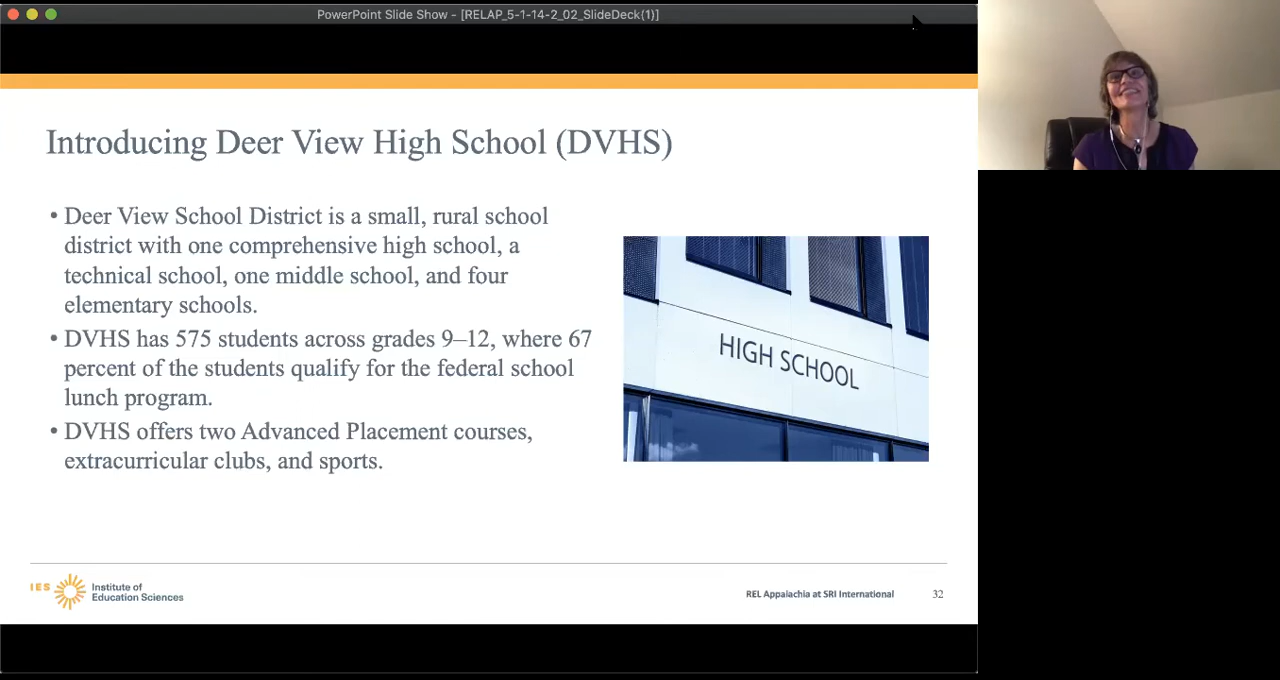 PowerPoint Slide Show - [RELAP_5-1-14-2_02_SlideDeck(1)]
Introducing Deer View High School (DVHS)
• Deer View School District is a small, rural school
district with one comprehensive high school, a
technical school, one middle school, and four
elementary schools.
• DVHS has 575 students across grades 9–12, where 67
percent of the students qualify for the federal school
lunch program.
• DVHS offers two Advanced Placement courses,
extracurricular clubs, and sports.
HIGH SCHOOL
IES
Institute of
Education Sciences
REL Appalachia at SRI International
32